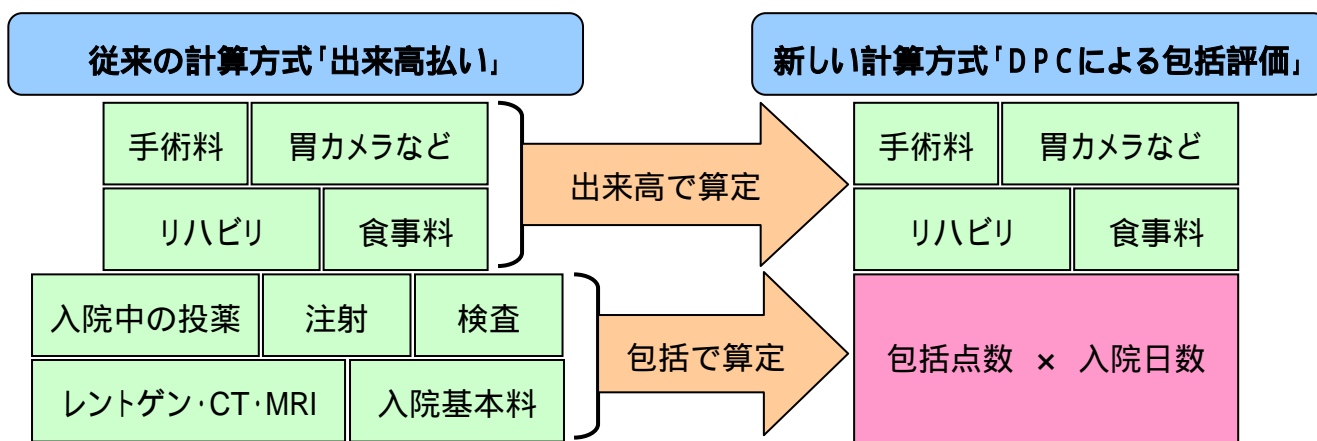 従来の計算方式「出来高払い」
新しい計算方式「DPCによる包括評価」
手術料
胃カメラなど
リハビリ
食事料
出来高で算定
手術料
胃カメラなど
リハビリ
食事料
入院中の投薬
注射
検査
レントゲン・CT・MRI
入院基本料
包括で算定
包括点数 × 入院日数